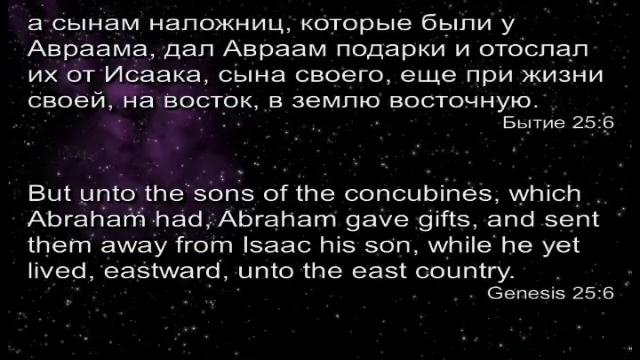 а сынам наложниц, которые были у
Авраама, дал Авраам подарки и отослал
их от Исаака, сына своего, еще при жизни
своей, на восток, в землю восточную.
Бытие 25:6
But unto the sons of the concubines, which
Abraham had, Abraham gave gifts, and sent
them away from Isaac his son, while he yet
lived, eastward, unto the east country.
Genesis 25:6